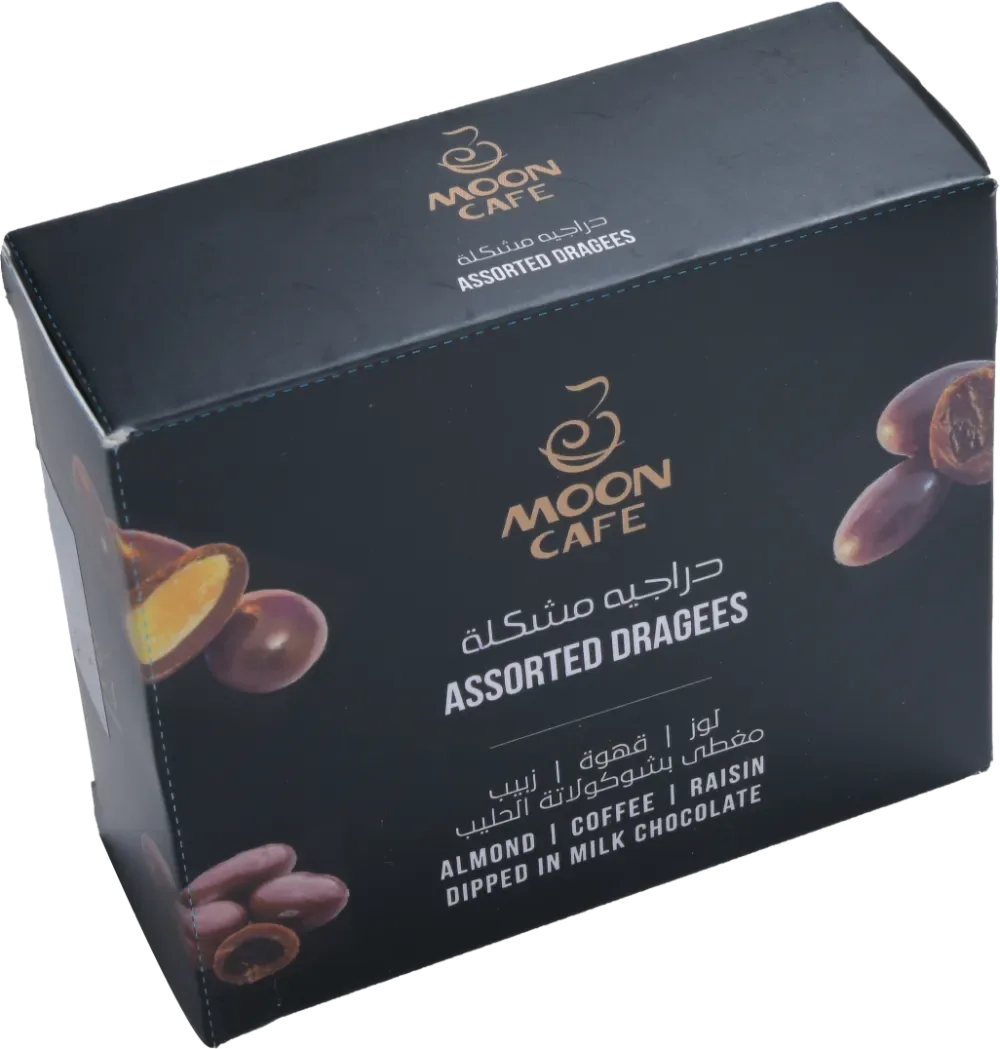 MOON
CAFE
دراجيه مشكلة
ASSORTED DRAGEES
MOON
CAFE
دراجيه مشكلة
ASSORTED DRAGEES
لوز | قهوة | زبيب
مغطى بشوكولاتة الحليب
ALMOND | COFFEE | RAISIN
DIPPED IN MILK CHOCOLATE